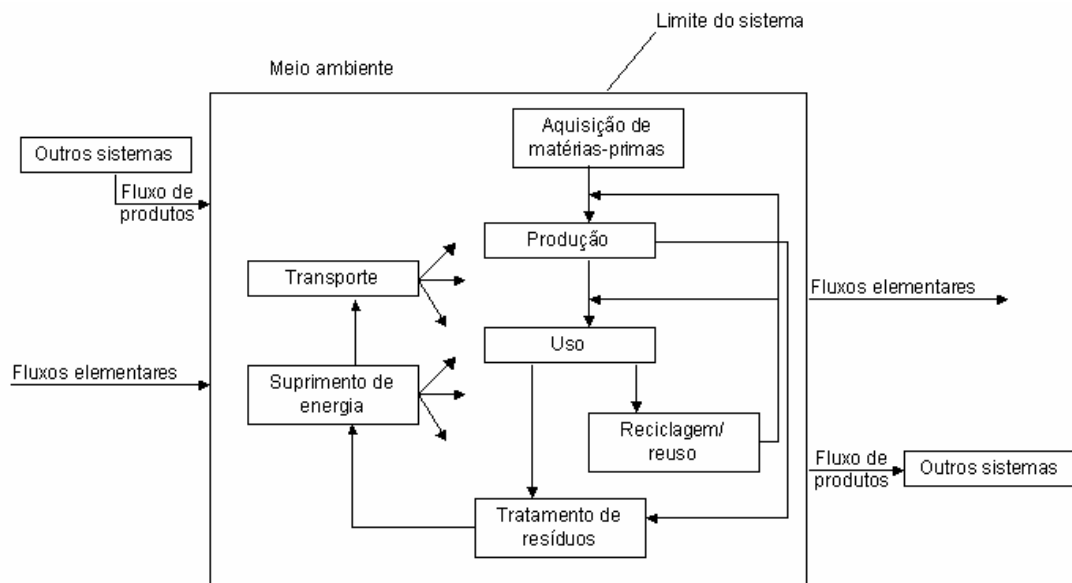 Limite do sistema
Meio ambiente
Aquisição de
matérias-primas
Outros sistemas
Fluxo de
produtos
Produção
Transporte
Fluxos elementares
Uso
Fluxos elementares
Suprimento de
energia
Reciclagem/
reuso
Fluxo de
produtos
Outros sistemas
Tratamento de
resíduos